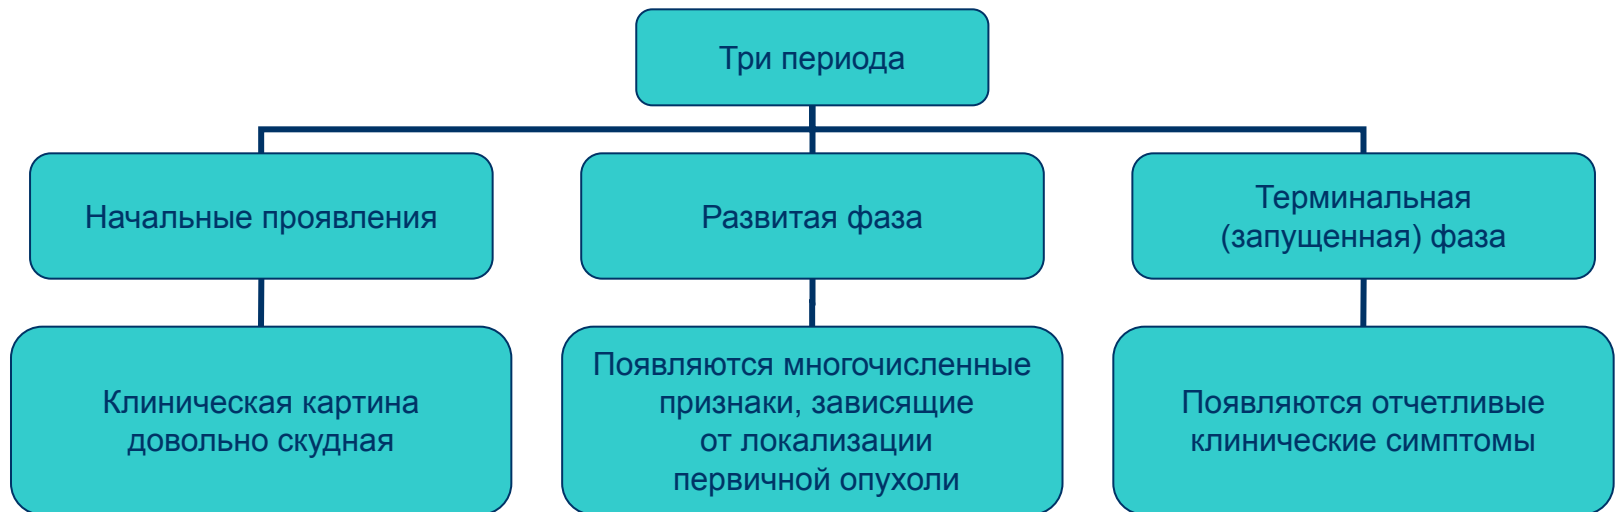 Три периода
Начальные проявления
Развитая фаза
Терминальная
(запущенная) фаза
Клиническая картина
довольно скудная
Появляются многочисленные
признаки, зависящие
от локализации
первичной опухоли
Появляются отчетливые
клинические симптомы